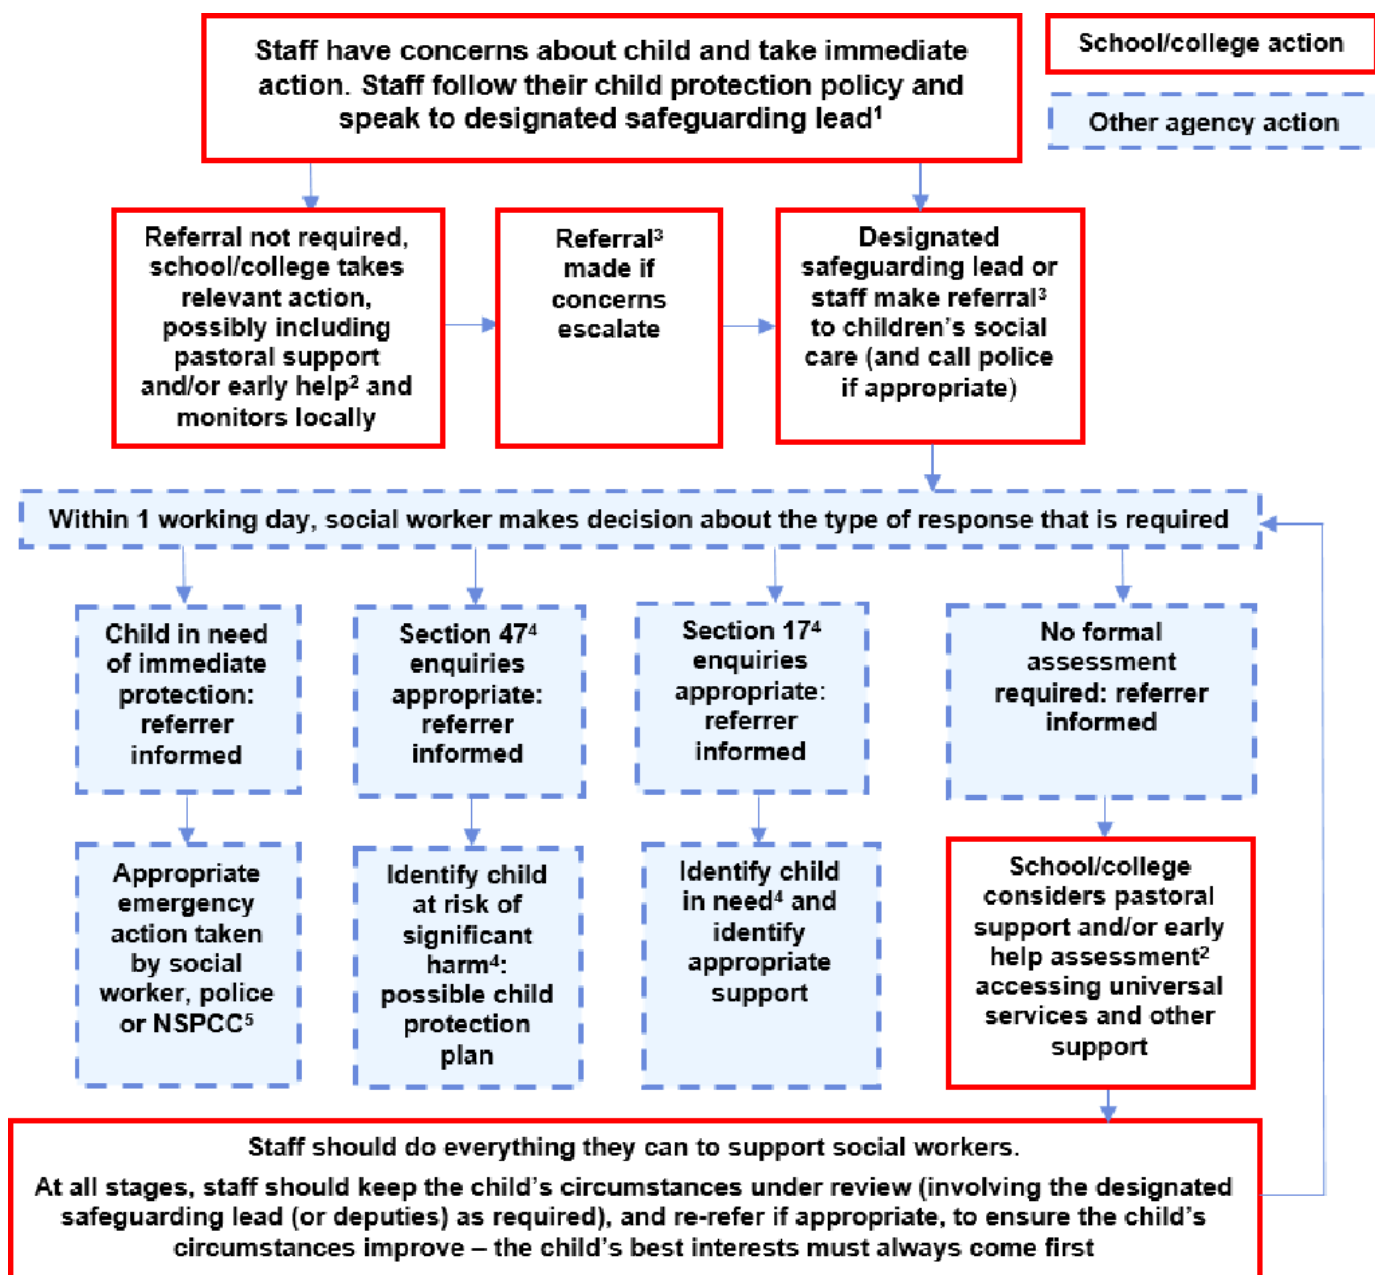 Staff have concerns about child and take immediate
action. Staff follow their child protection policy and
speak to designated safeguarding lead¹
School/college action
Other agency action
Referral not required,
school/college takes
relevant action,
possibly including
pastoral support
and/or early help² and
monitors locally
Referral³
made if
concerns
escalate
Designated
safeguarding lead or
staff make referral³
to children’s social
care (and call police
if appropriate)
Within 1 working day, social worker makes decision about the type of response that is required
Child in need
of immediate
protection:
referrer
informed
Section 47⁴
enquiries
appropriate:
referrer
informed
Section 17⁴
enquiries
appropriate:
referrer
informed
No formal
assessment
required: referrer
informed
Appropriate
emergency
action taken
by social
worker, police
or NSPCC⁵
Identify child
at risk of
significant
harm⁴:
possible child
protection
plan
Identify child
in need⁴ and
identify
appropriate
support
School/college
considers pastoral
support and/or early
help assessment²
accessing universal
services and other
support
Staff should do everything they can to support social workers.
At all stages, staff should keep the child’s circumstances under review (involving the designated
safeguarding lead (or deputies) as required), and re-refer if appropriate, to ensure the child’s
circumstances improve – the child’s best interests must always come first